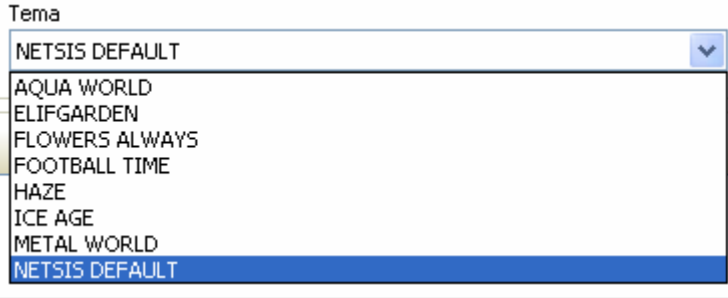 Tema
NETSIS DEFAULT
AQUA WORLD
ELIFGARDEN
FLOWERS ALWAYS
FOOTBALL TIME
HAZE
ICE AGE
METAL WORLD
NETSIS DEFAULT